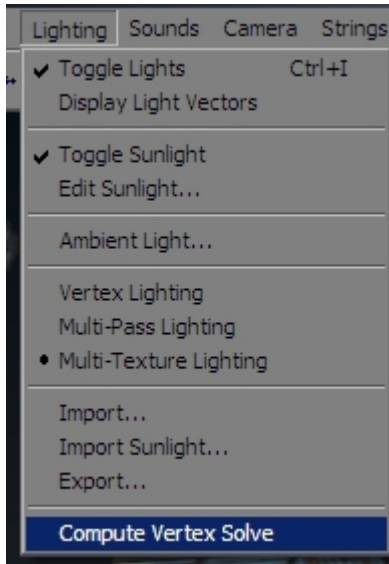 Lighting Sounds Camera Strings
Toggle Lights Ctrl+I
Display Light Vectors
Toggle Sunlight
Edit Sunlight...
Ambient Light...
Vertex Lighting
Multi-Pass Lighting
Multi-Texture Lighting
Import...
Import Sunlight...
Export...
Compute Vertex Solve